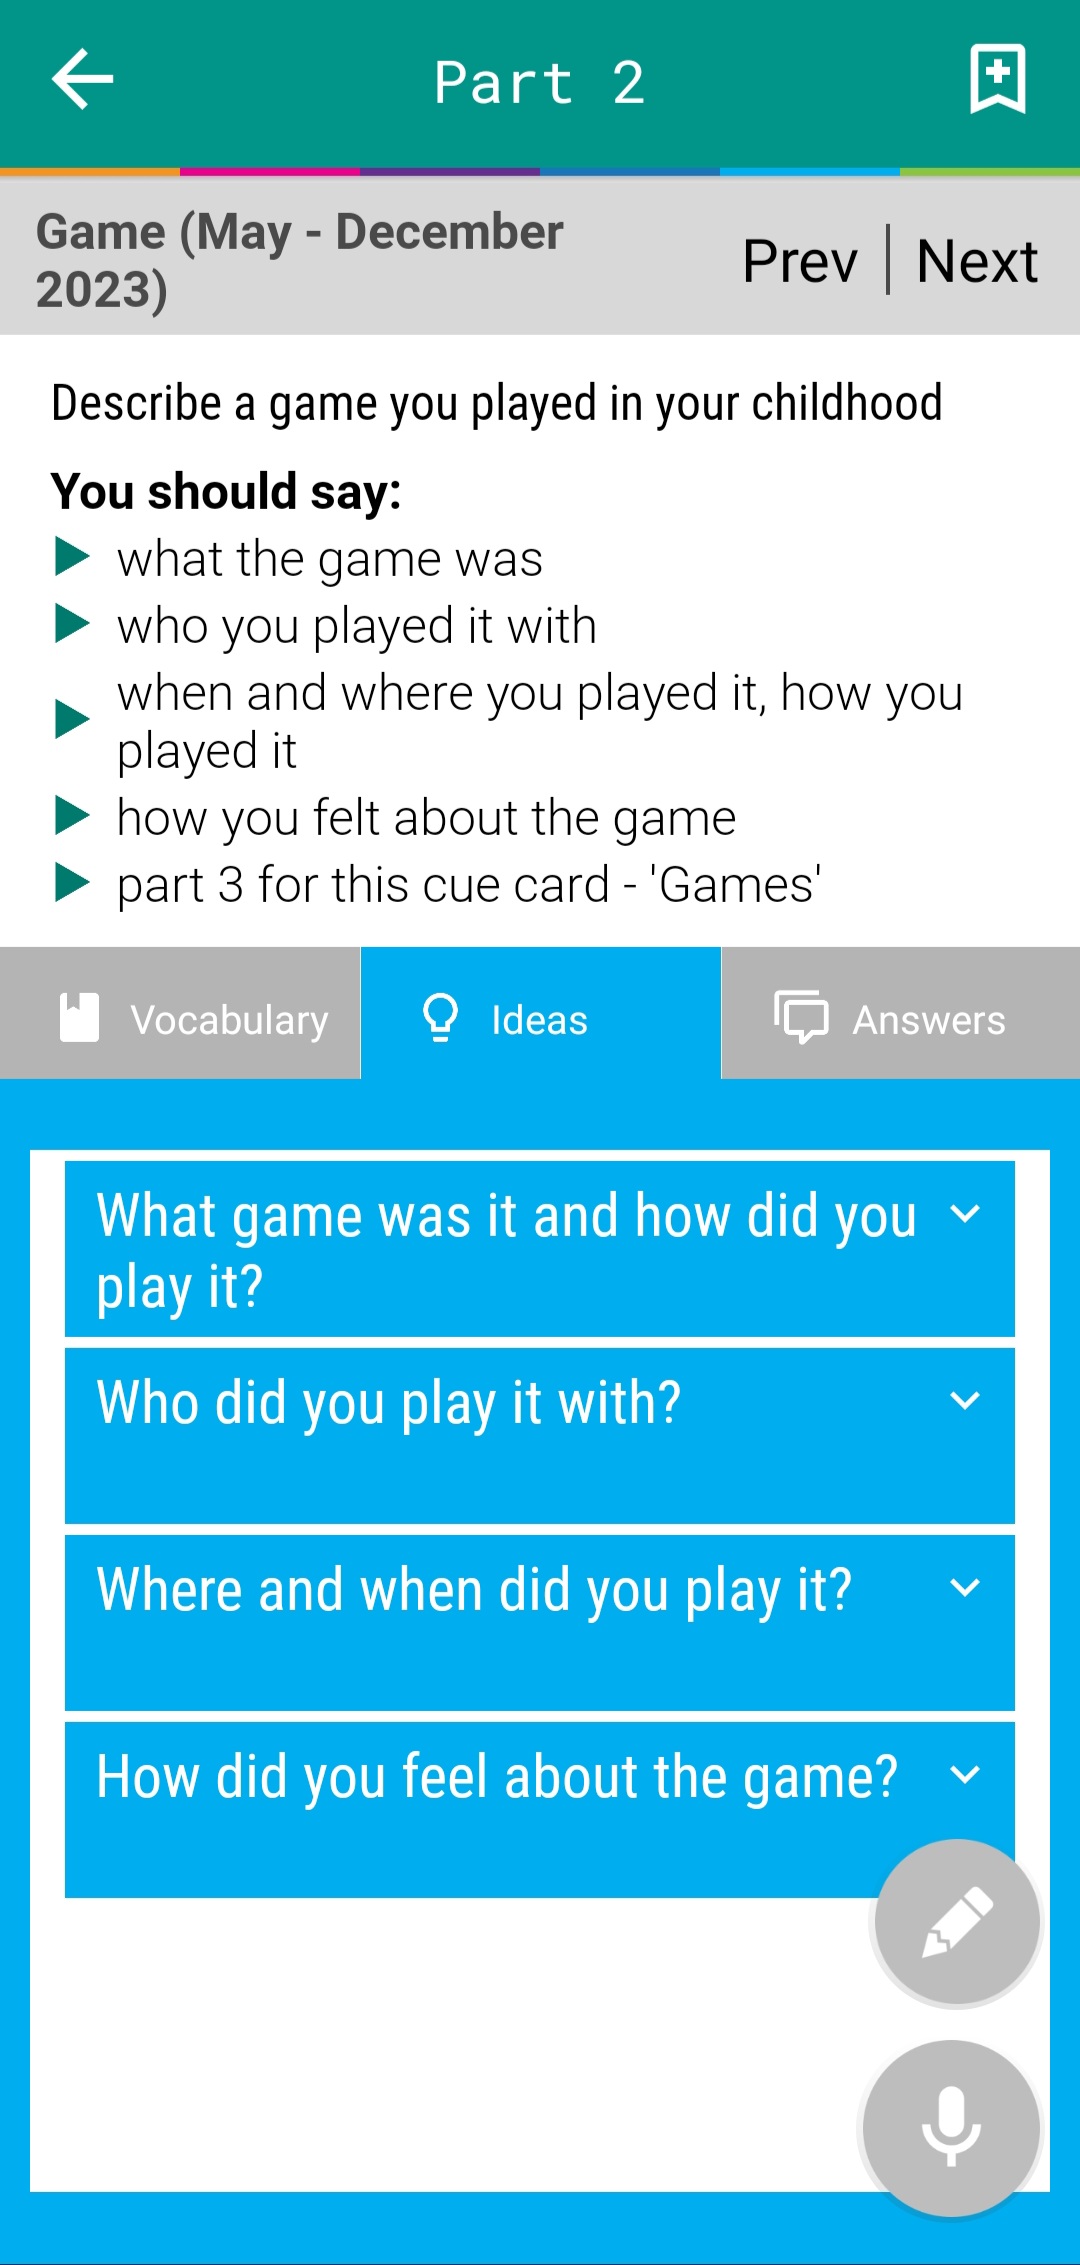 Part 2
Game (May - December
2023)
Prev | Next
Describe a game you played in your childhood
You should say:
what the game was
who you played it with
when and where you played it, how you
played it
how you felt about the game
part 3 for this cue card - 'Games'
Vocabulary
Ideas
Answers
What game was it and how did you
play it?
Who did you play it with?
Where and when did you play it?
How did you feel about the game?